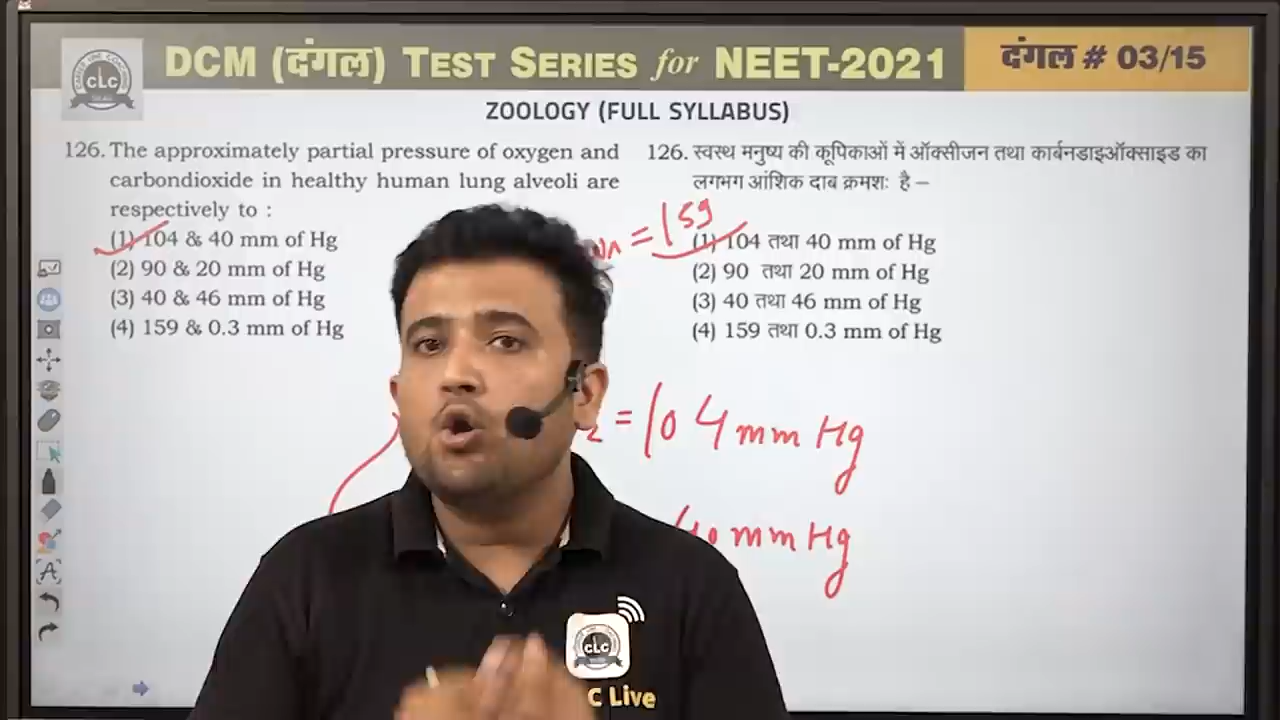 DCM (दंगल) TEST SERIES for NEET-2021
दंगल # 03/15
CLC
ZOOLOGY (FULL SYLLABUS)
126. The approximately partial pressure of oxygen and
carbondioxide in healthy human lung alveoli are
respectively to :
(1) 104 & 40 mm of Hg
(2) 90 & 20 mm of Hg
(3) 40 & 46 mm of Hg
(4) 159 & 0.3 mm of Hg
126. स्वस्थ मनुष्य की कूपिकाओं में ऑक्सीजन तथा कार्बनडाइऑक्साइड का
लगभग आंशिक दाब क्रमशः है –
(1) 104 तथा 40 mm of Hg
(2) 90 तथा 20 mm of Hg
(3) 40 तथा 46 mm of Hg
(4) 159 तथा 0.3 mm of Hg
= 159
= 104 mm Hg
40 mm Hg
CLC
C Live